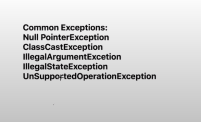 Common Exceptions:
Null PointerException
ClassCastException
IllegalArgumentExcetion
IllegalStateException
UnSupportedOperationException